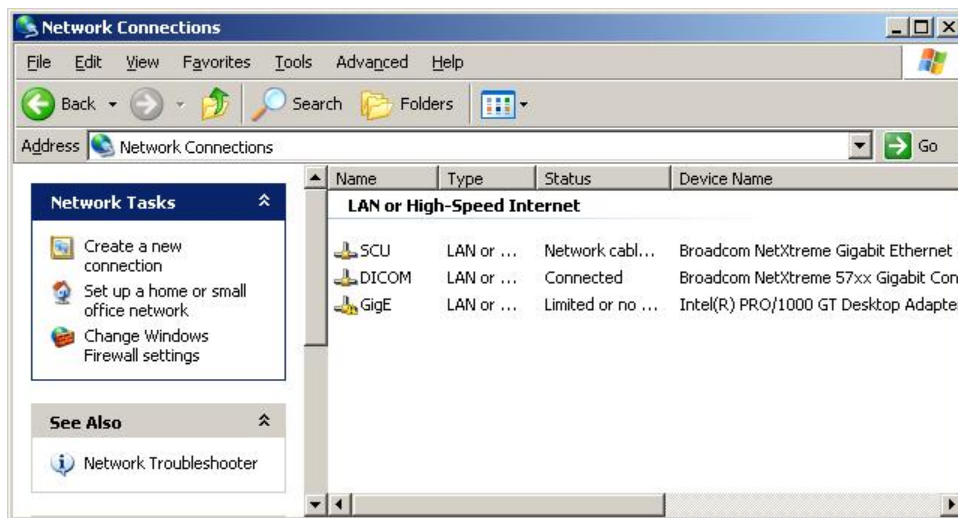 Network Connections
File Edit View Favorites Tools Advanced Help
Back Search Folders
Address Network Connections Go
Network Tasks
Create a new
connection
Set up a home or small
office network
Change Windows
Firewall settings
See Also
Network Troubleshooter
Name Type Status Device Name
LAN or High-Speed Internet
SCU LAN or ... Network cabl... Broadcom NetXtreme Gigabit Ethernet
DICOM LAN or ... Connected Broadcom NetXtreme 57xx Gigabit Con
GigE LAN or ... Limited or no ... Intel(R) PRO/1000 GT Desktop Adapte